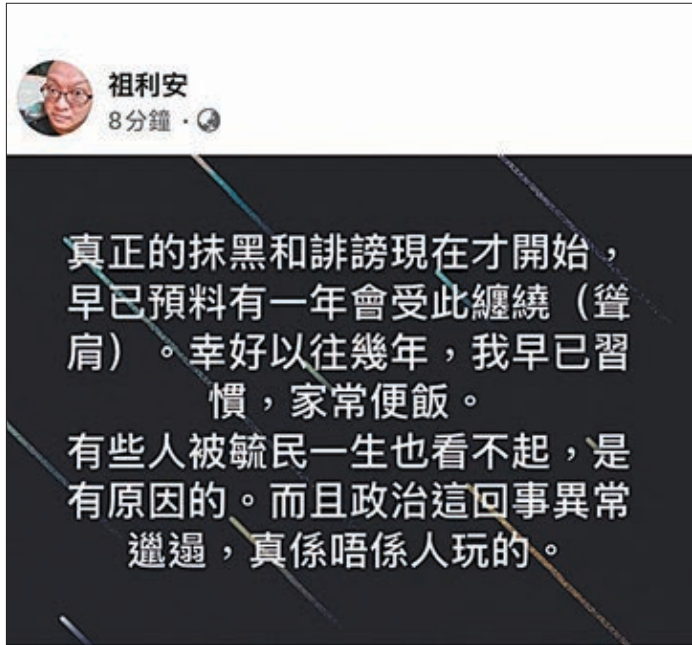 祖利安
8分鐘 ·
真正的抹黑和誹謗現在才開始，
早已預料有一年會受此纏繞（聳
肩）。幸好以往幾年，我早已習
慣，家常便飯。
有些人被毓民一生也看不起，是
有原因的。而且政治這回事異常
邋遢，真係唔係人玩的。